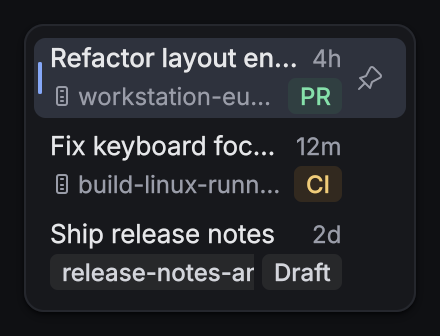 Refactor layout en... 4h
workstation-eu... PR
Fix keyboard foc... 12m
build-linux-runn... CI
Ship release notes 2d
release-notes-ar Draft